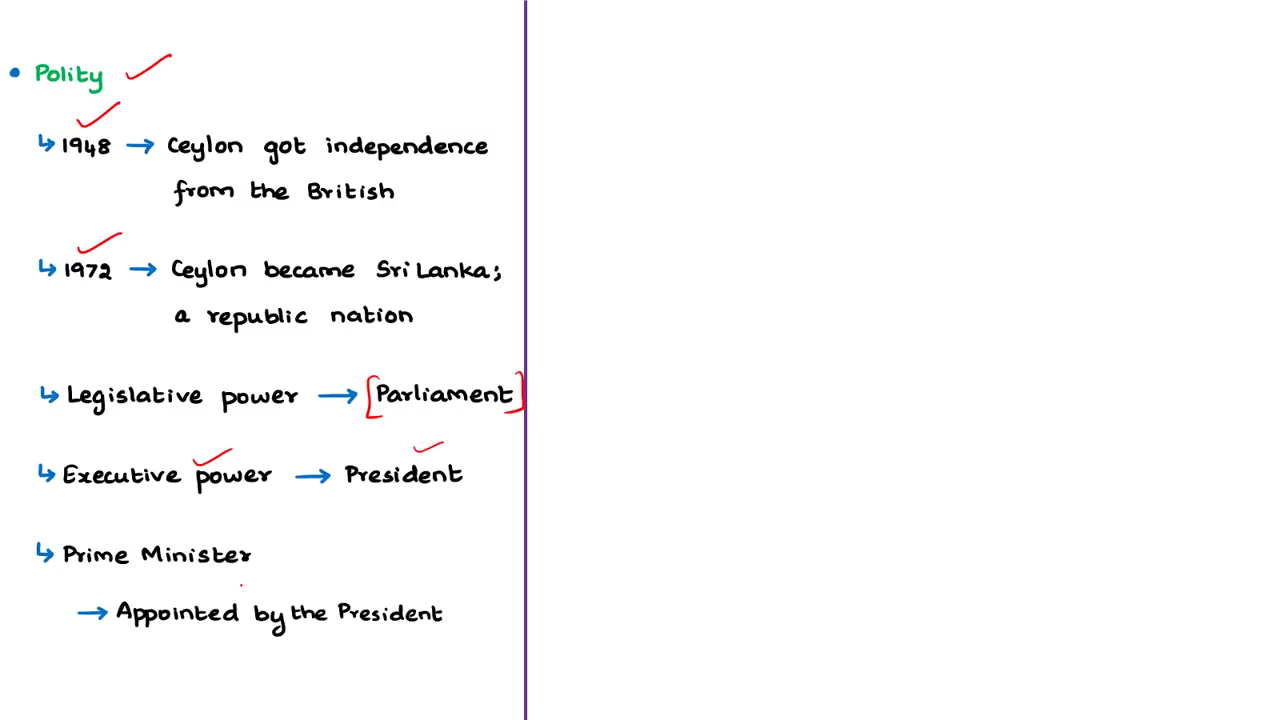 • Polity
↳ 1948 → Ceylon got independence
from the British
↳ 1972 → Ceylon became Sri Lanka;
a republic nation
↳ Legislative power → [Parliament]
↳ Executive power → President
↳ Prime Minister
→ Appointed by the President